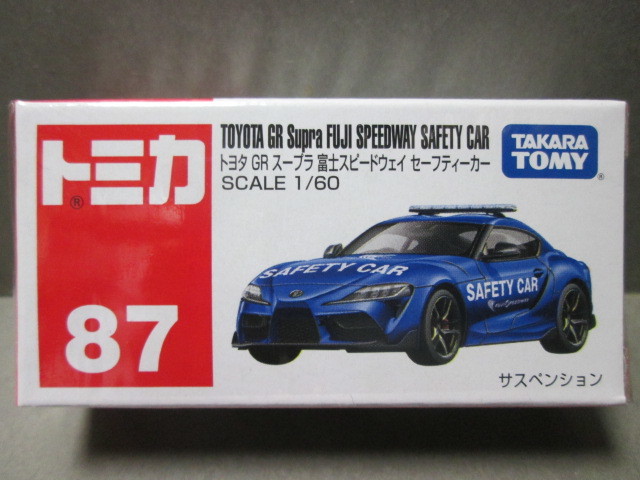 トミカ
®
87
TOYOTA GR Supra FUJI SPEEDWAY SAFETY CAR
トヨタ GR スープラ 富士スピードウェイ セーフティーカー
SCALE 1/60
TAKARA
TOMY
®
SAFETY CAR
SAFETY CAR
サスペンション